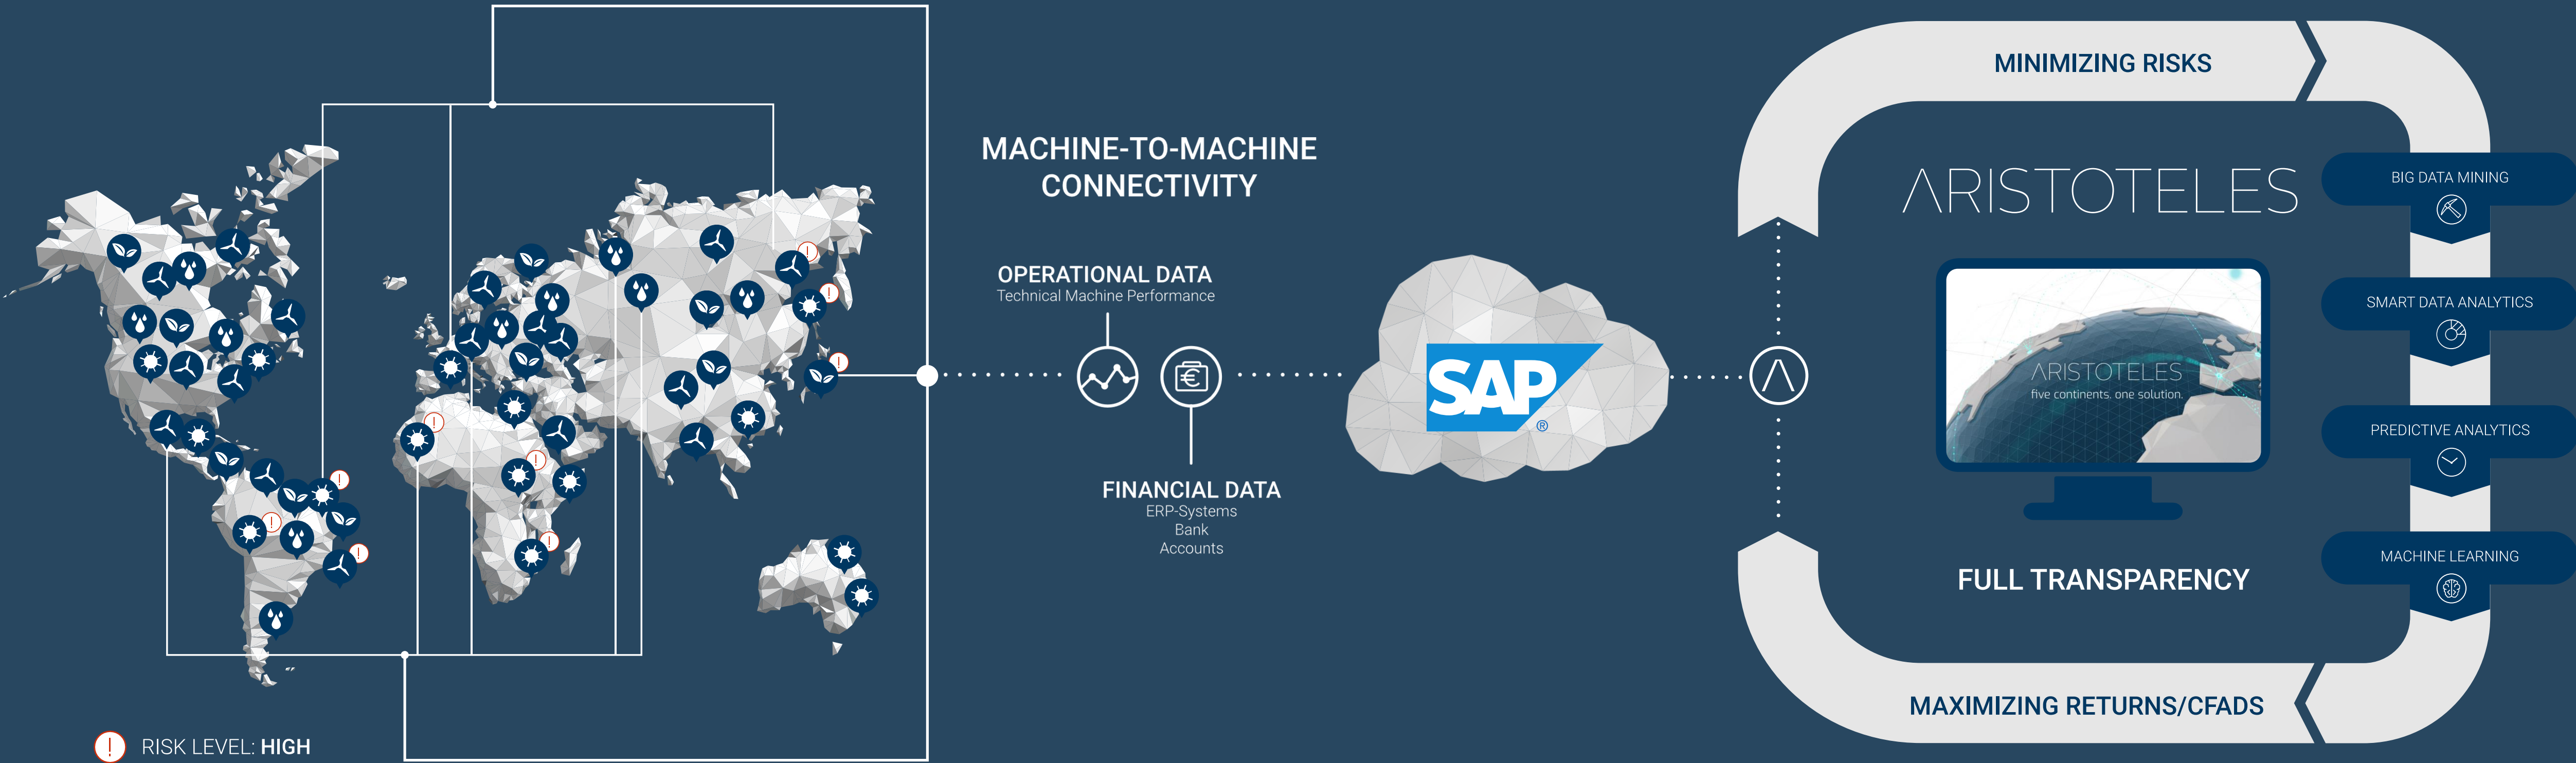 RISK LEVEL: HIGH
MACHINE-TO-MACHINE
CONNECTIVITY
OPERATIONAL DATA
Technical Machine Performance
FINANCIAL DATA
ERP-Systems
Bank
Accounts
SAP
®
MINIMIZING RISKS
ARISTOTELES
ARISTOTELES
five continents. one solution.
FULL TRANSPARENCY
MAXIMIZING RETURNS/CFADS
BIG DATA MINING
SMART DATA ANALYTICS
PREDICTIVE ANALYTICS
MACHINE LEARNING